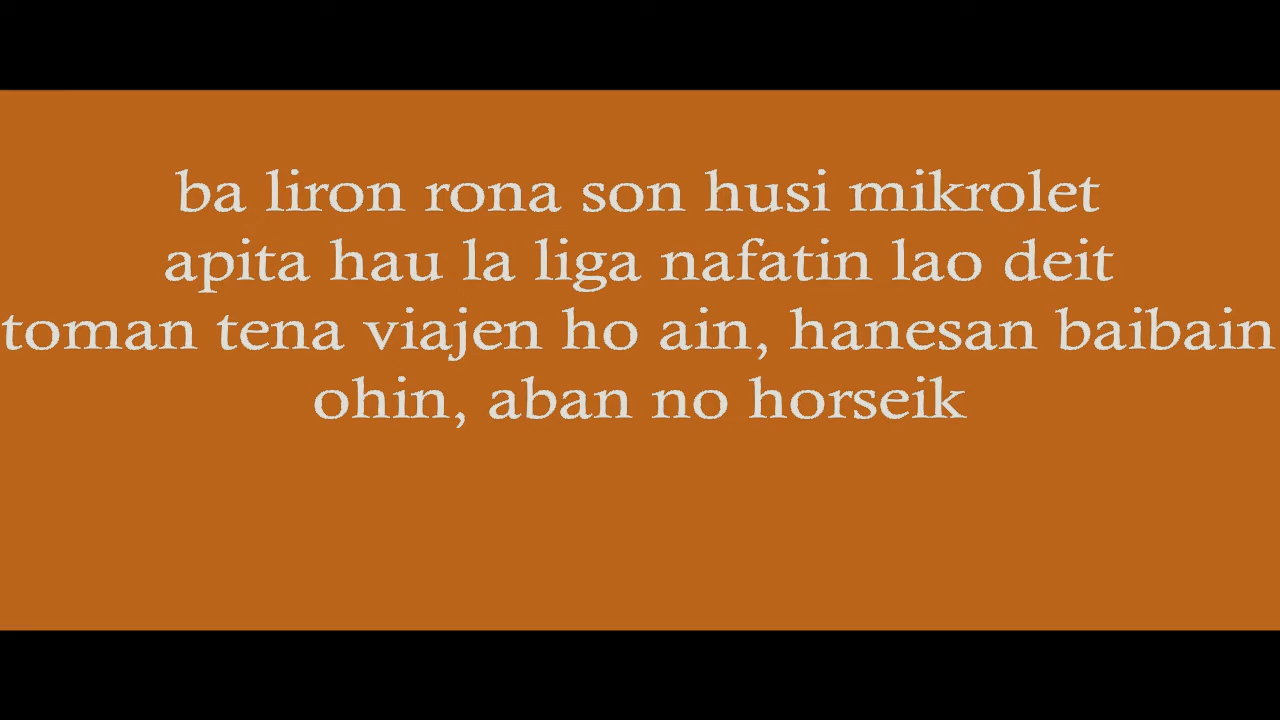 ba liron rona son husi mikrolet
apita hau la liga nafatin lao deit
toman tena viajen ho ain, hanesan baibain
ohin, aban no horseik